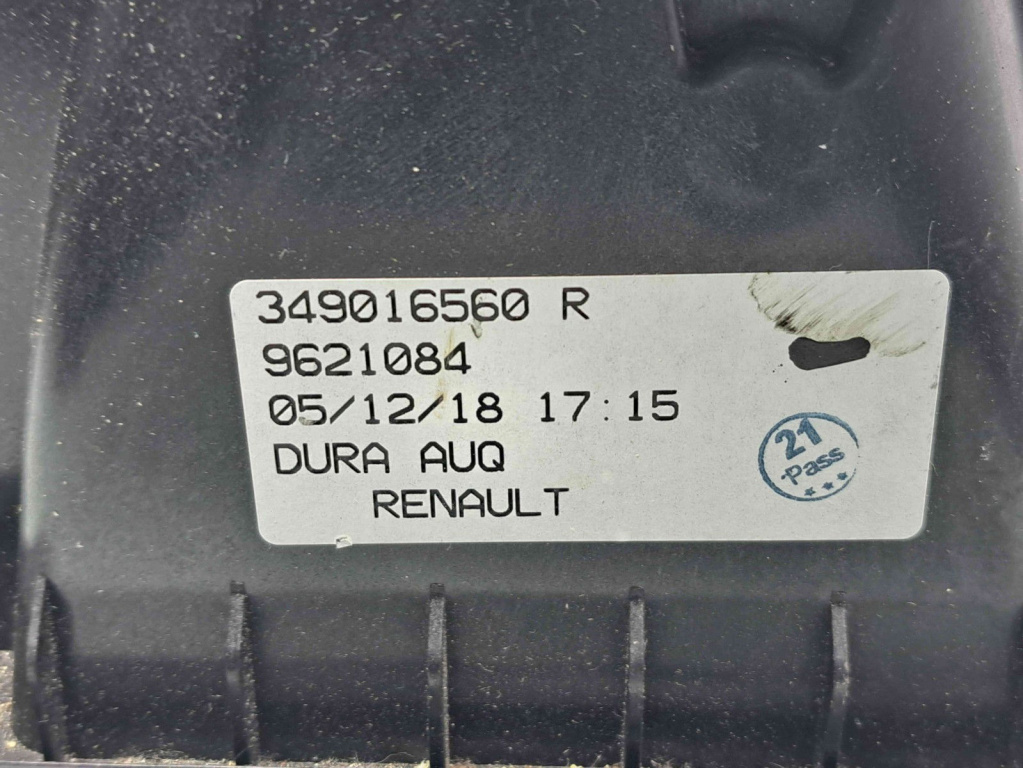 349016560 R
9621084
05/12/18 17:15
DURA AUQ
RENAULT
21
Pass